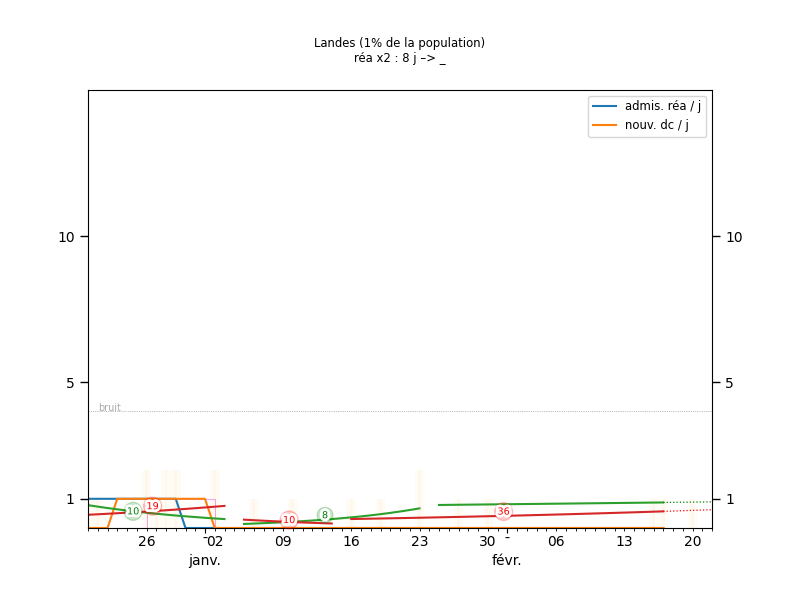 Landes (1% de la population)
réa x2 : 8 j –> _
admis. réa / j
nouv. dc / j
10
10
5
5
bruit
1
1
10
19
10
8
36
26
02
09
16
23
30
06
13
20
janv.
févr.